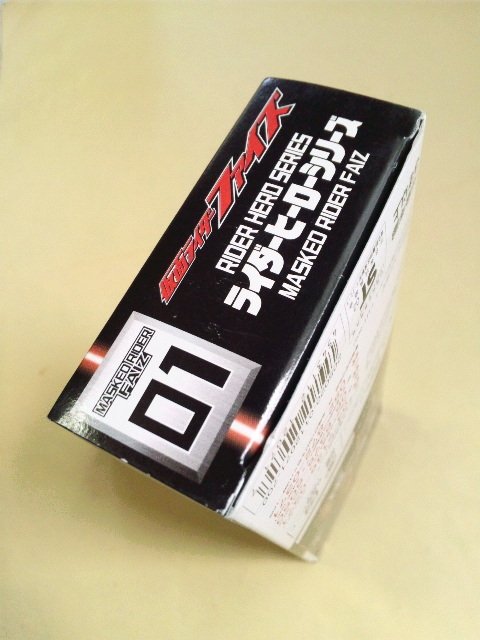 仮面ライダーファイズ
RIDER HERO SERIES
ライダーヒーローシリーズ
MASKED RIDER FAIZ
MASKED RIDER
FAIZ
01
ST